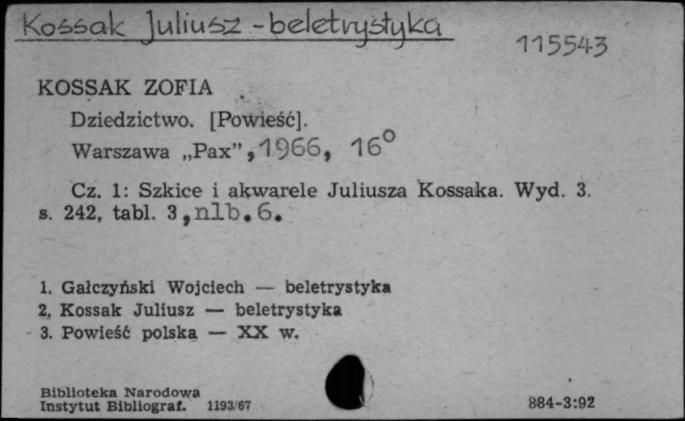 Kossak Juliusz - beletrystyka
115543
KOSSAK ZOFIA
Dziedzictwo. [Powieść].
Warszawa „Pax”, 1966, 16°
Cz. 1: Szkice i akwarele Juliusza Kossaka. Wyd. 3.
s. 242, tabl. 3, nlb. 6.
1. Gałczyński Wojciech — beletrystyka
2. Kossak Juliusz — beletrystyka
3. Powieść polska — XX w.
Biblioteka Narodowa
Instytut Bibliograf. 1193/67
884-3:92